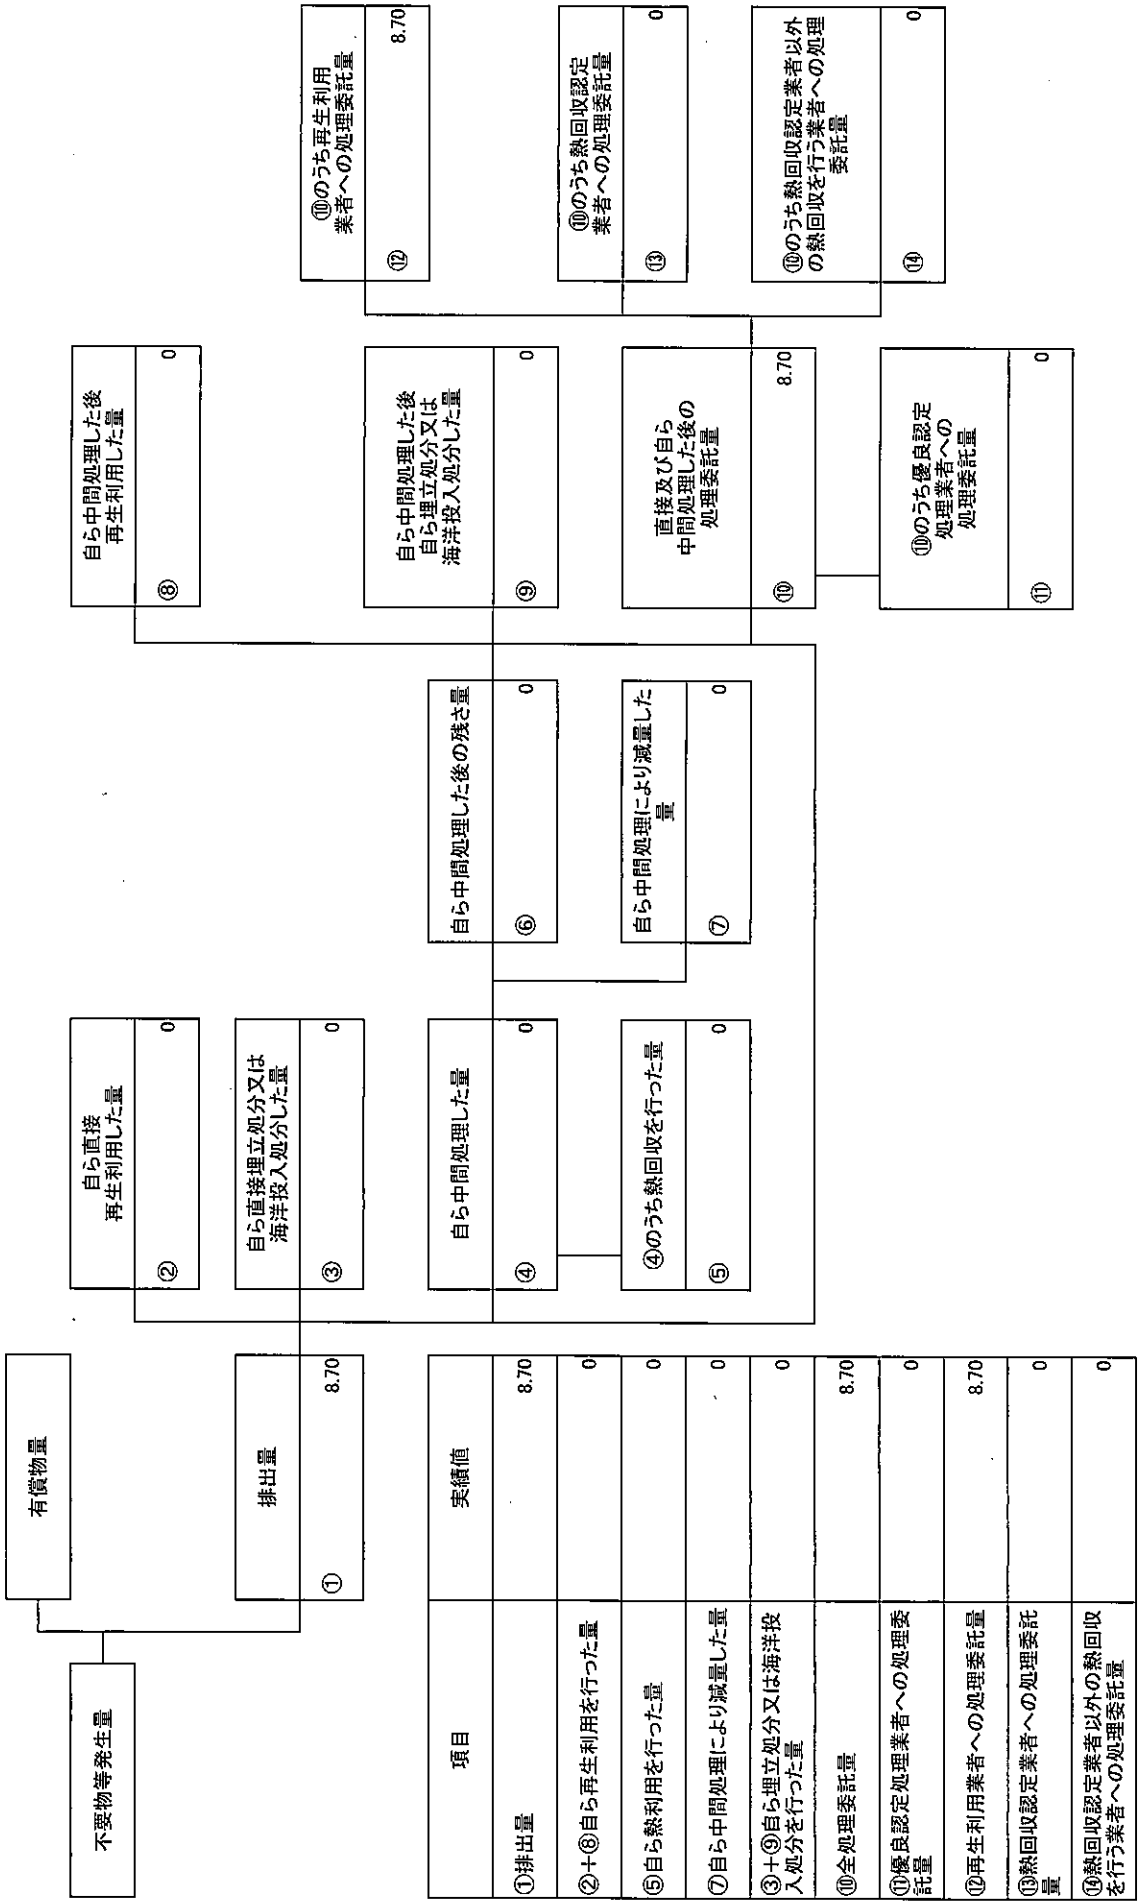 不要物等発生量
有償物量
排出量
① 8.70
自ら直接
再生利用した量
② 0
自ら直接埋立処分又は
海洋投入処分した量
③ 0
自ら中間処理した量
④ 0
④のうち熱回収を行った量
⑤ 0
自ら中間処理した後の残さ量
⑥ 0
自ら中間処理により減量した
量
⑦ 0
自ら中間処理した後
再生利用した量
⑧ 0
自ら中間処理した後
自ら埋立処分又は
海洋投入処分した量
⑨ 0
直接及び自ら
中間処理した後の
処理委託量
⑩ 8.70
⑩のうち優良認定
処理業者への
処理委託量
⑪ 0
⑩のうち再生利用
業者への処理委託量
⑫ 8.70
⑩のうち熱回収認定
業者への処理委託量
⑬ 0
⑩のうち熱回収認定業者以外
の熱回収を行う業者への処理
委託量
⑭ 0
項目 実績値
①排出量 8.70
②+⑧自ら再生利用を行った量 0
⑤自ら熱利用を行った量 0
⑦自ら中間処理により減量した量 0
③+⑨自ら埋立処分又は海洋投
入処分を行った量 0
⑩全処理委託量 8.70
⑪優良認定処理業者への処理委
託量 0
⑫再生利用業者への処理委託量 8.70
⑬熱回収認定業者への処理委託
量 0
⑭熱回収認定業者以外の熱回収
を行う業者への処理委託量 0